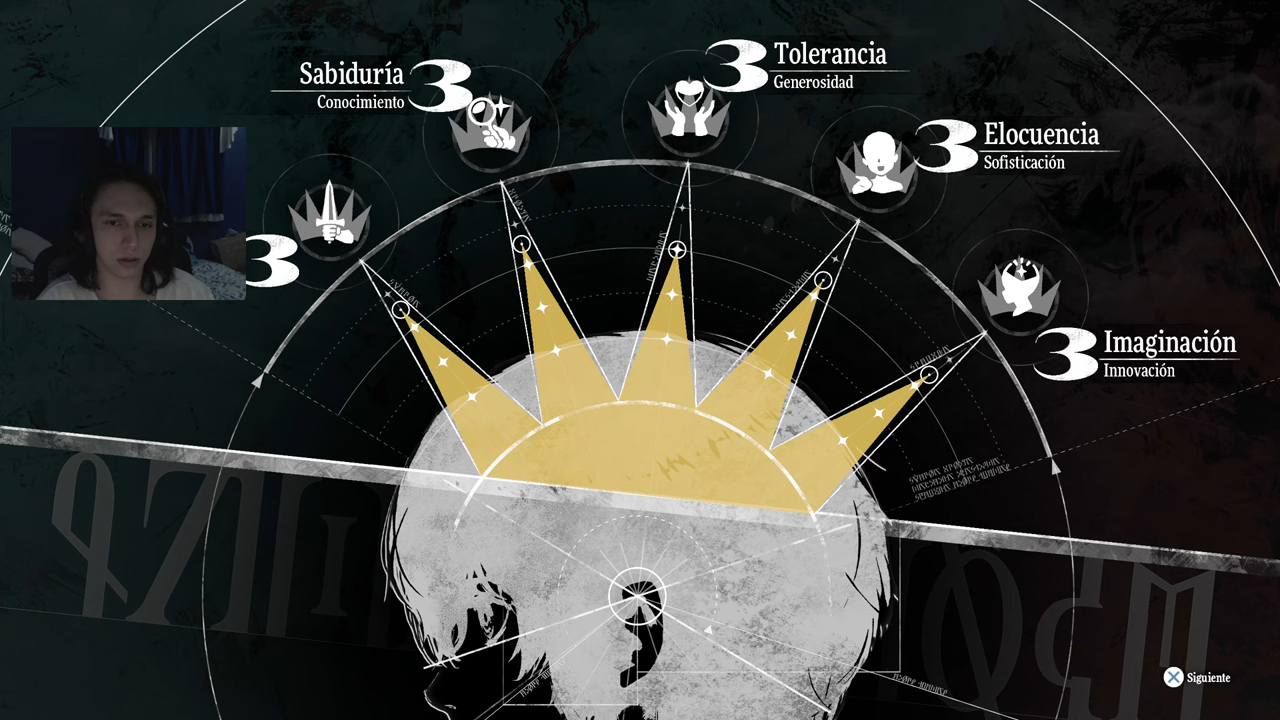 Sabiduría
3
Conocimiento
3
Tolerancia
Generosidad
3
Elocuencia
Sofisticación
3
3
Imaginación
Innovación
Siguiente